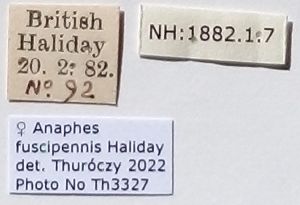 British
Haliday
20. 2: 82.
No. 92
NH:1882.1.7
♀ Anaphes
fuscipennis Haliday
det. Thuróczy 2022
Photo No Th3327